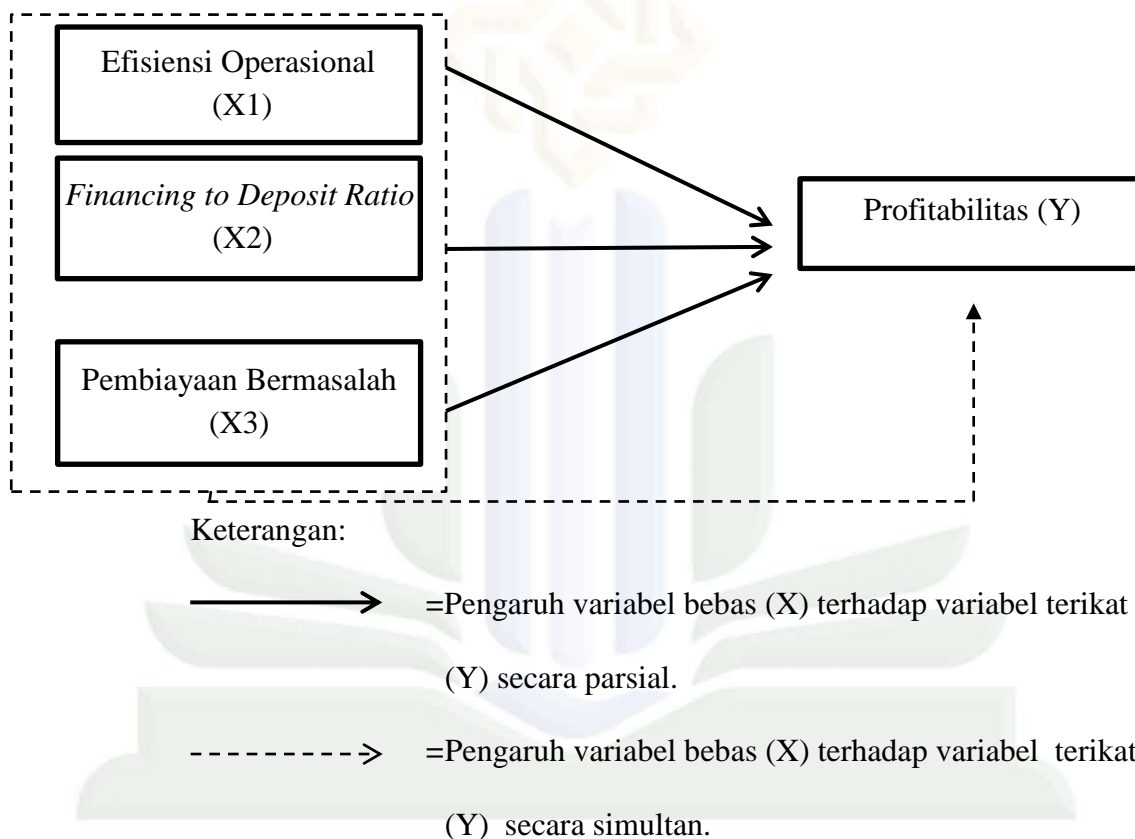 Efisiensi Operasional
(X1)
Financing to Deposit Ratio
(X2)
Profitabilitas (Y)
Pembiayaan Bermasalah
(X3)
Keterangan:
=Pengaruh variabel bebas (X) terhadap variabel terikat
(Y) secara parsial.
=Pengaruh variabel bebas (X) terhadap variabel terikat
(Y) secara simultan.